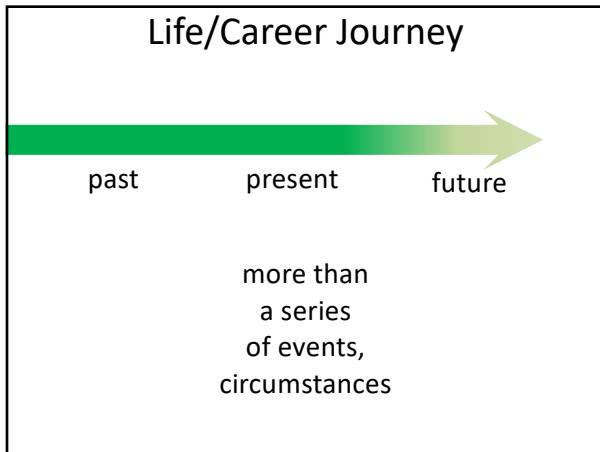 Life/Career Journey
past present future
more than
a series
of events,
circumstances